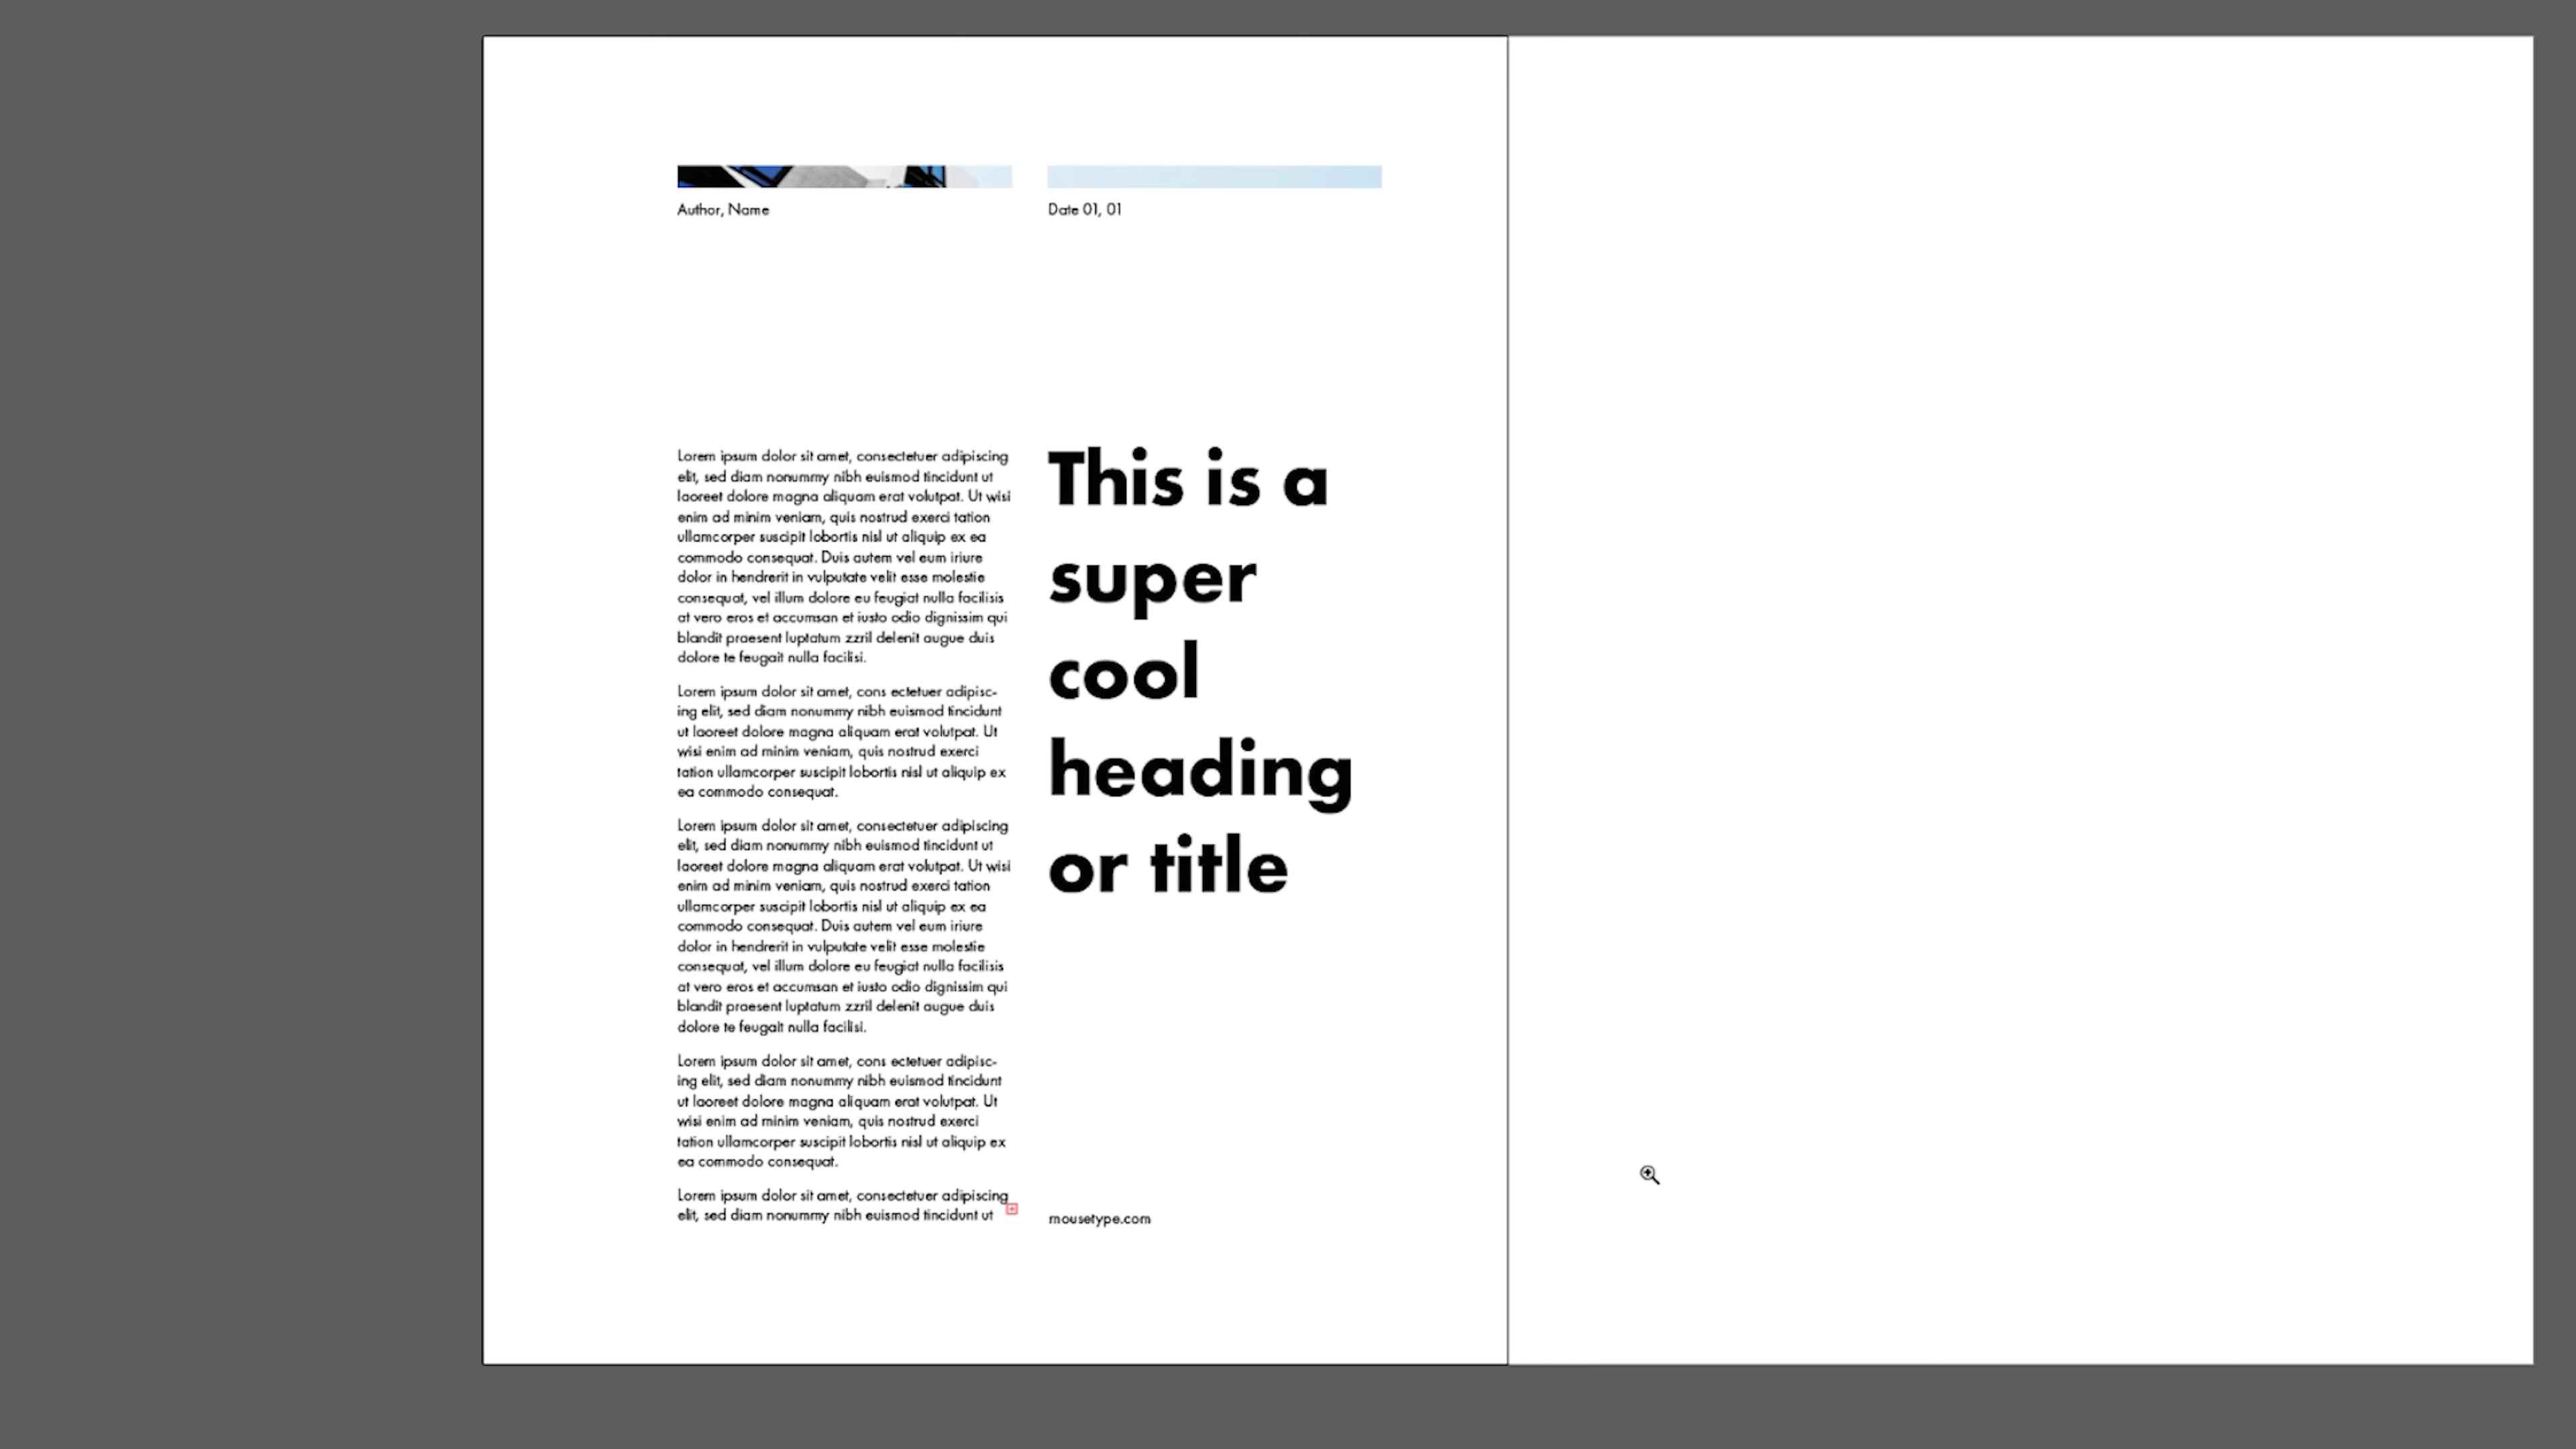 Author, Name
Date 01, 01
Lorem ipsum dolor sit amet, consectetuer adipiscing
elit, sed diam nonummy nibh euismod tincidunt ut
laoreet dolore magna aliquam erat volutpat. Ut wisi
enim ad minim veniam, quis nostrud exerci tation
ullamcorper suscipit lobortis nisl ut aliquip ex ea
commodo consequat. Duis autem vel eum iriure
dolor in hendrerit in vulputate velit esse molestie
consequat, vel illum dolore eu feugiat nulla facilisis
at vero eros et accumsan et iusto odio dignissim qui
blandit praesent luptatum zzril delenit augue duis
dolore te feugait nulla facilisi.
Lorem ipsum dolor sit amet, cons ectetuer adipisc-
ing elit, sed diam nonummy nibh euismod tincidunt
ut laoreet dolore magna aliquam erat volutpat. Ut
wisi enim ad minim veniam, quis nostrud exerci
tation ullamcorper suscipit lobortis nisl ut aliquip ex
ea commodo consequat.
Lorem ipsum dolor sit amet, consectetuer adipiscing
elit, sed diam nonummy nibh euismod tincidunt ut
laoreet dolore magna aliquam erat volutpat. Ut wisi
enim ad minim veniam, quis nostrud exerci tation
ullamcorper suscipit lobortis nisl ut aliquip ex ea
commodo consequat. Duis autem vel eum iriure
dolor in hendrerit in vulputate velit esse molestie
consequat, vel illum dolore eu feugiat nulla facilisis
at vero eros et accumsan et iusto odio dignissim qui
blandit praesent luptatum zzril delenit augue duis
dolore te feugait nulla facilisi.
Lorem ipsum dolor sit amet, cons ectetuer adipisc-
ing elit, sed diam nonummy nibh euismod tincidunt
ut laoreet dolore magna aliquam erat volutpat. Ut
wisi enim ad minim veniam, quis nostrud exerci
tation ullamcorper suscipit lobortis nisl ut aliquip ex
ea commodo consequat.
Lorem ipsum dolor sit amet, consectetuer adipiscing
elit, sed diam nonummy nibh euismod tincidunt ut
This is a
super
cool
heading
or title
mousetype.com